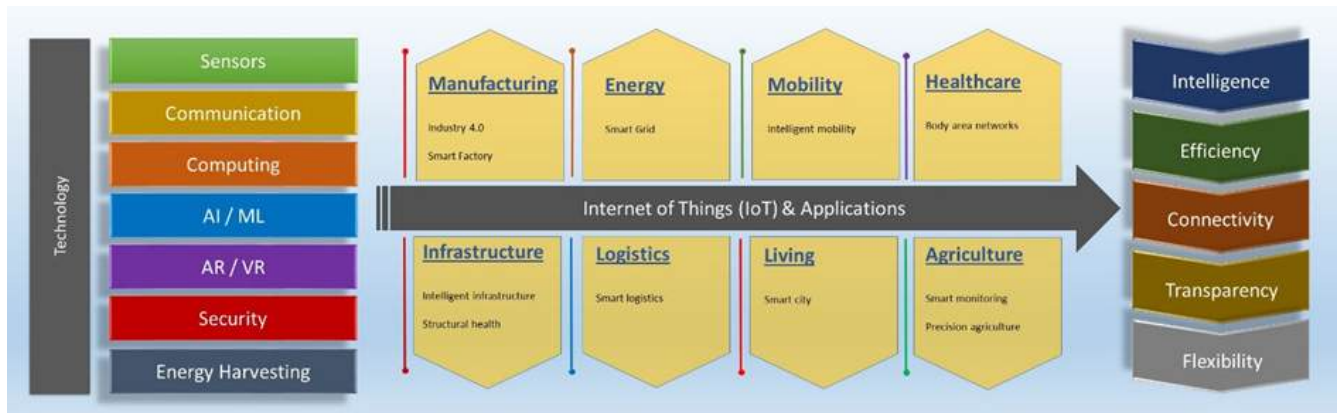 Technology
Sensors
Communication
Computing
AI / ML
AR / VR
Security
Energy Harvesting
Manufacturing
Industry 4.0
Smart Factory
Energy
Smart Grid
Mobility
Intelligent mobility
Healthcare
Body area networks
Internet of Things (IoT) & Applications
Infrastructure
Intelligent infrastructure
Structural health
Logistics
Smart logistics
Living
Smart city
Agriculture
Smart monitoring
Precision agriculture
Intelligence
Efficiency
Connectivity
Transparency
Flexibility